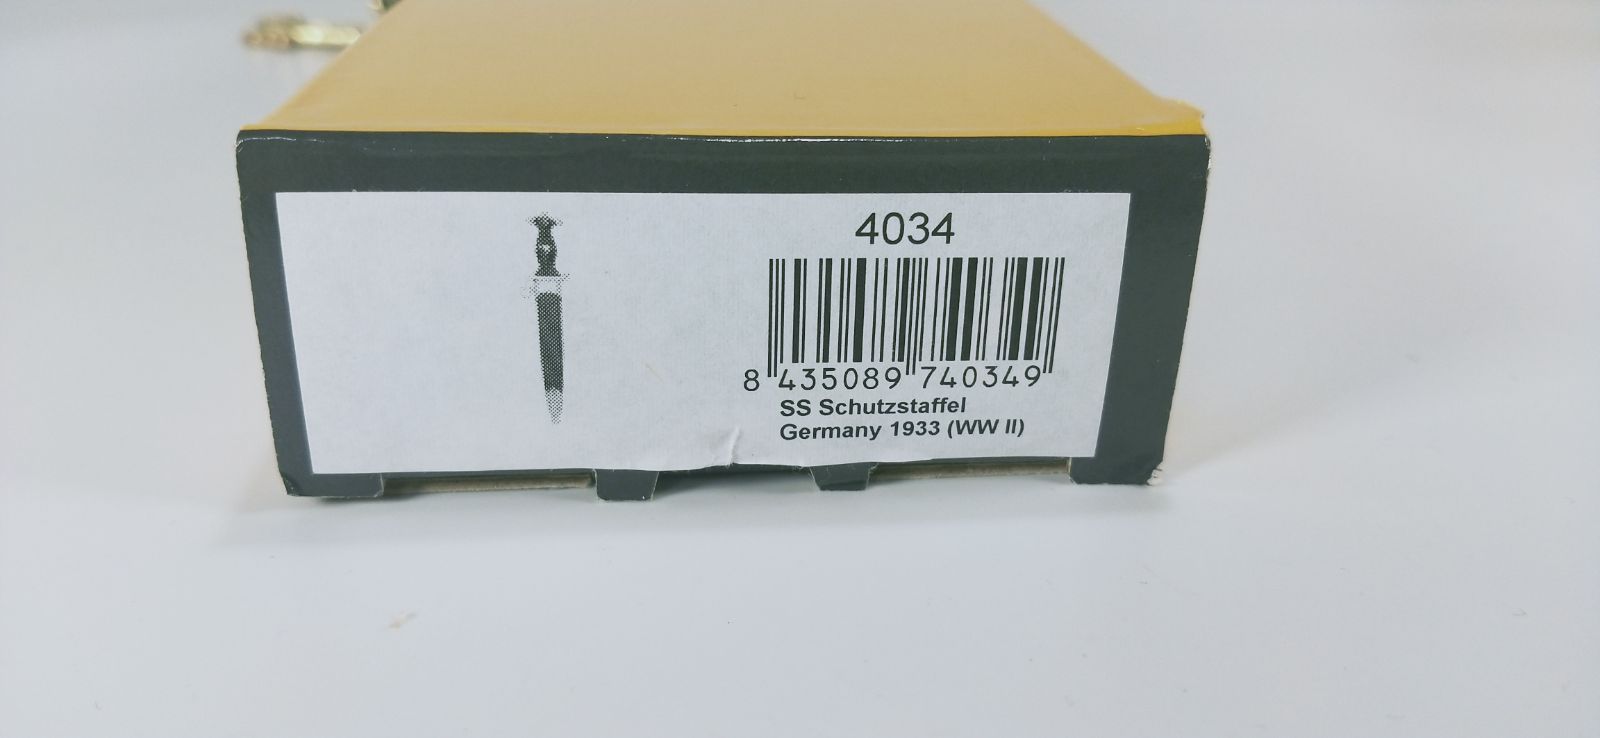 4034
8 435089 740349
SS Schutzstaffel
Germany 1933 (WW II)